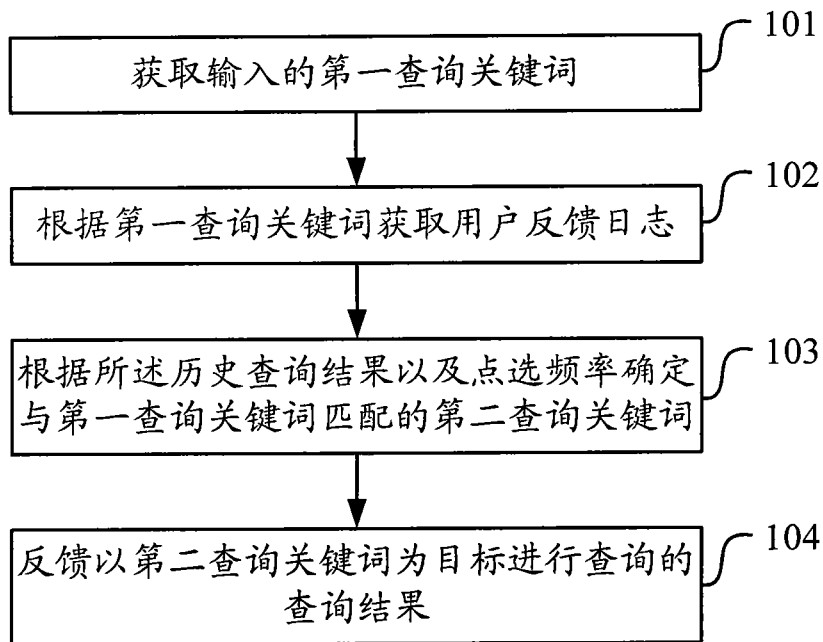 101
获取输入的第一查询关键词
102
根据第一查询关键词获取用户反馈日志
103
根据所述历史查询结果以及点选频率确定
与第一查询关键词匹配的第二查询关键词
104
反馈以第二查询关键词为目标进行查询的
查询结果